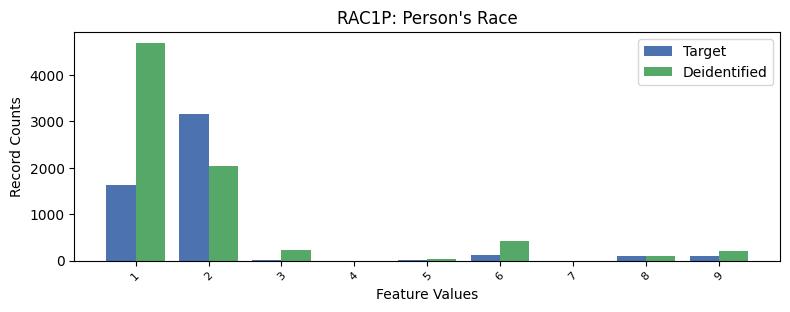 RAC1P: Person's Race
Target
Deidentified
Record Counts
4000
3000
2000
1000
0
1 2 3 4 5 6 7 8 9
Feature Values